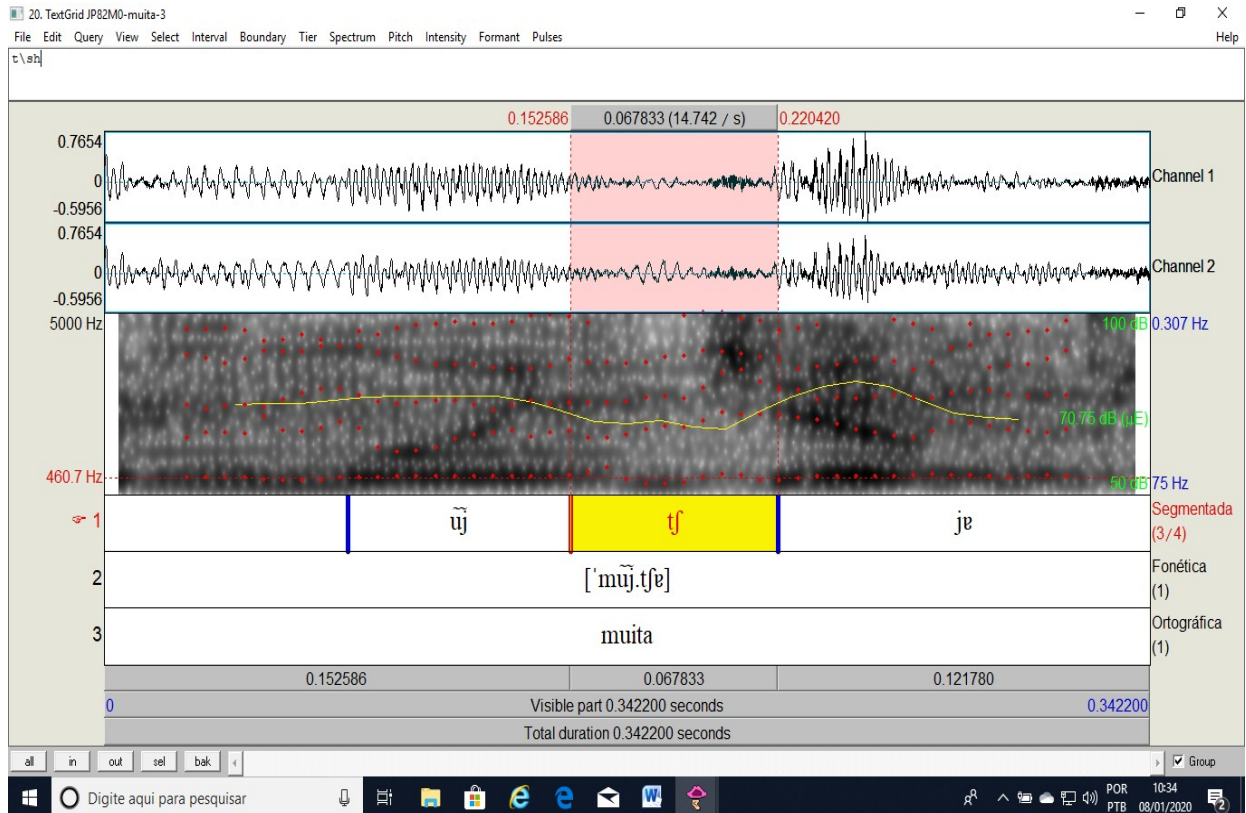 20. TextGrid JP82M0-muita-3
File Edit Query View Select Interval Boundary Tier Spectrum Pitch Intensity Formant Pulses Help
t\sh
0.152586 0.067833 (14.742 / s) 0.220420
0.7654
0
-0.5956
Channel 1
0.7654
0
-0.5956
Channel 2
5000 Hz 100 dB 0.307 Hz
70.75 dB (µE)
460.7 Hz 50 dB 75 Hz
1 ũj̃ tʃ jɐ Segmentada
(3/4)
2 [ˈmũj̃.tʃɐ] Fonética
(1)
3 muita Ortográfica
(1)
0.152586 0.067833 0.121780
0 Visible part 0.342200 seconds 0.342200
Total duration 0.342200 seconds
all in out sel bak Group
Digite aqui para pesquisar POR 10:34
PTB 08/01/2020 2